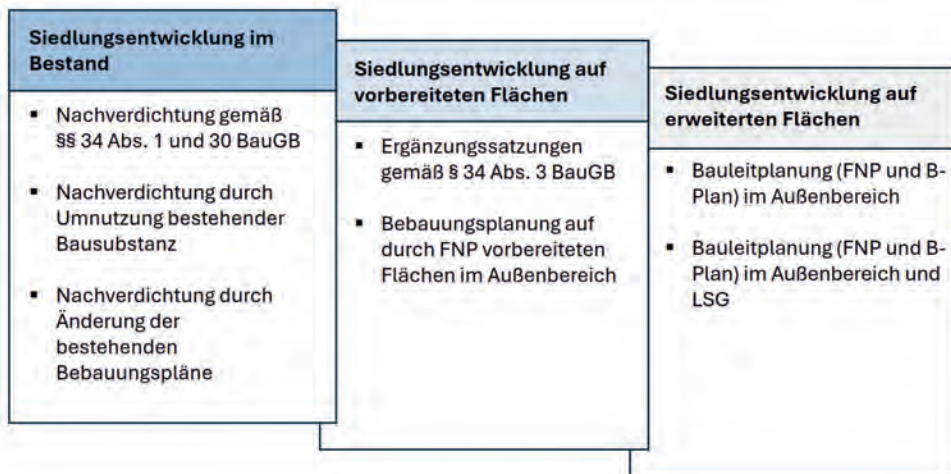 Siedlungsentwicklung im
Bestand
▪ Nachverdichtung gemäß
§§ 34 Abs. 1 und 30 BauGB
▪ Nachverdichtung durch
Umnutzung bestehender
Bausubstanz
▪ Nachverdichtung durch
Änderung der
bestehenden
Bebauungspläne
Siedlungsentwicklung auf
vorbereiteten Flächen
▪ Ergänzungssatzungen
gemäß § 34 Abs. 3 BauGB
▪ Bebauungsplanung auf
durch FNP vorbereiteten
Flächen im Außenbereich
Siedlungsentwicklung auf
erweiterten Flächen
▪ Bauleitplanung (FNP und B-
Plan) im Außenbereich
▪ Bauleitplanung (FNP und B-
Plan) im Außenbereich und
LSG